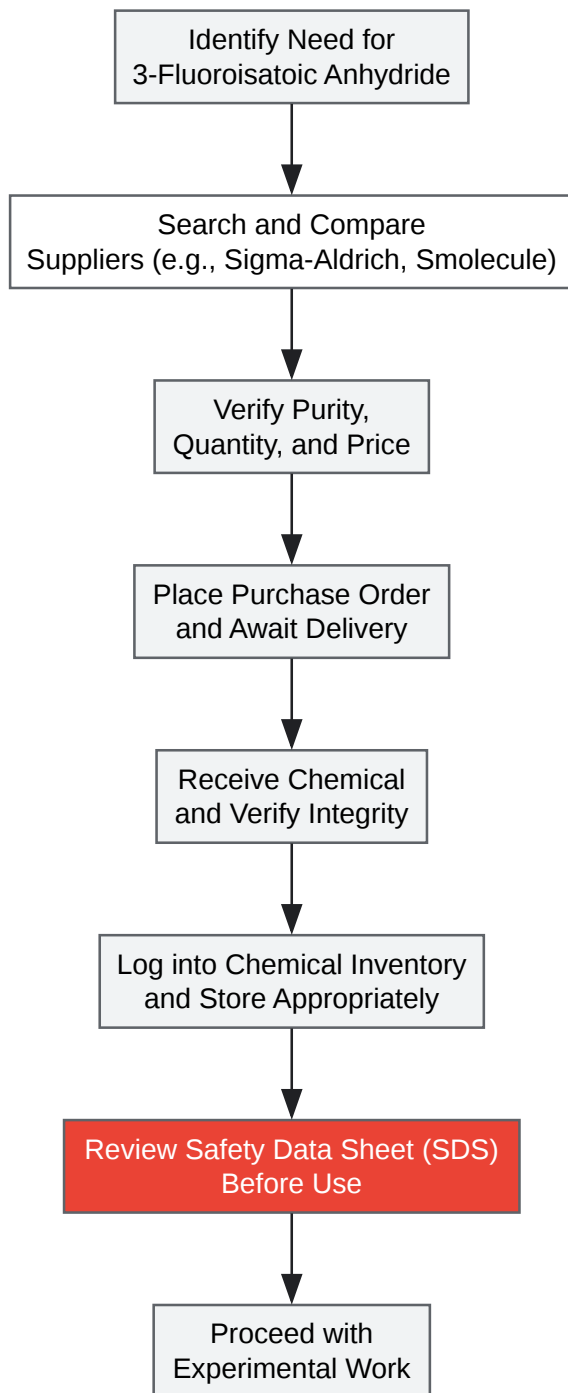 Identify Need for
3-Fluoroisatoic Anhydride
Search and Compare
Suppliers (e.g., Sigma-Aldrich, Smolecule)
Verify Purity,
Quantity, and Price
Place Purchase Order
and Await Delivery
Receive Chemical
and Verify Integrity
Log into Chemical Inventory
and Store Appropriately
Review Safety Data Sheet (SDS)
Before Use
Proceed with
Experimental Work